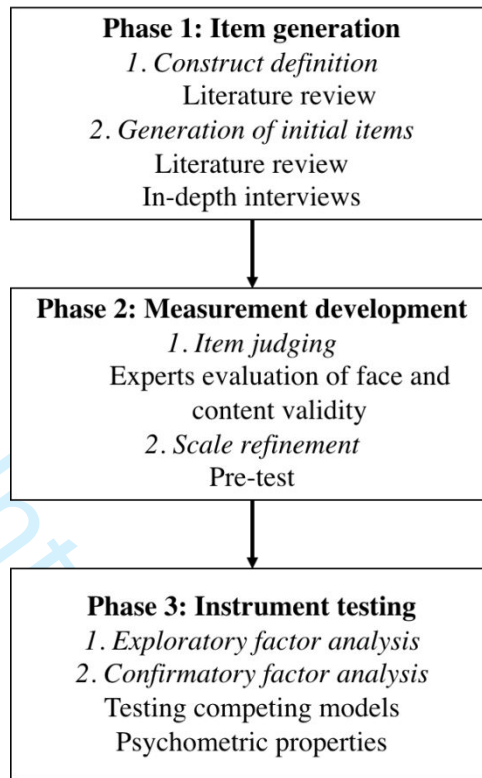 Phase 1: Item generation
1. Construct definition
Literature review
2. Generation of initial items
Literature review
In-depth interviews
Phase 2: Measurement development
1. Item judging
Experts evaluation of face and
content validity
2. Scale refinement
Pre-test
Phase 3: Instrument testing
1. Exploratory factor analysis
2. Confirmatory factor analysis
Testing competing models
Psychometric properties